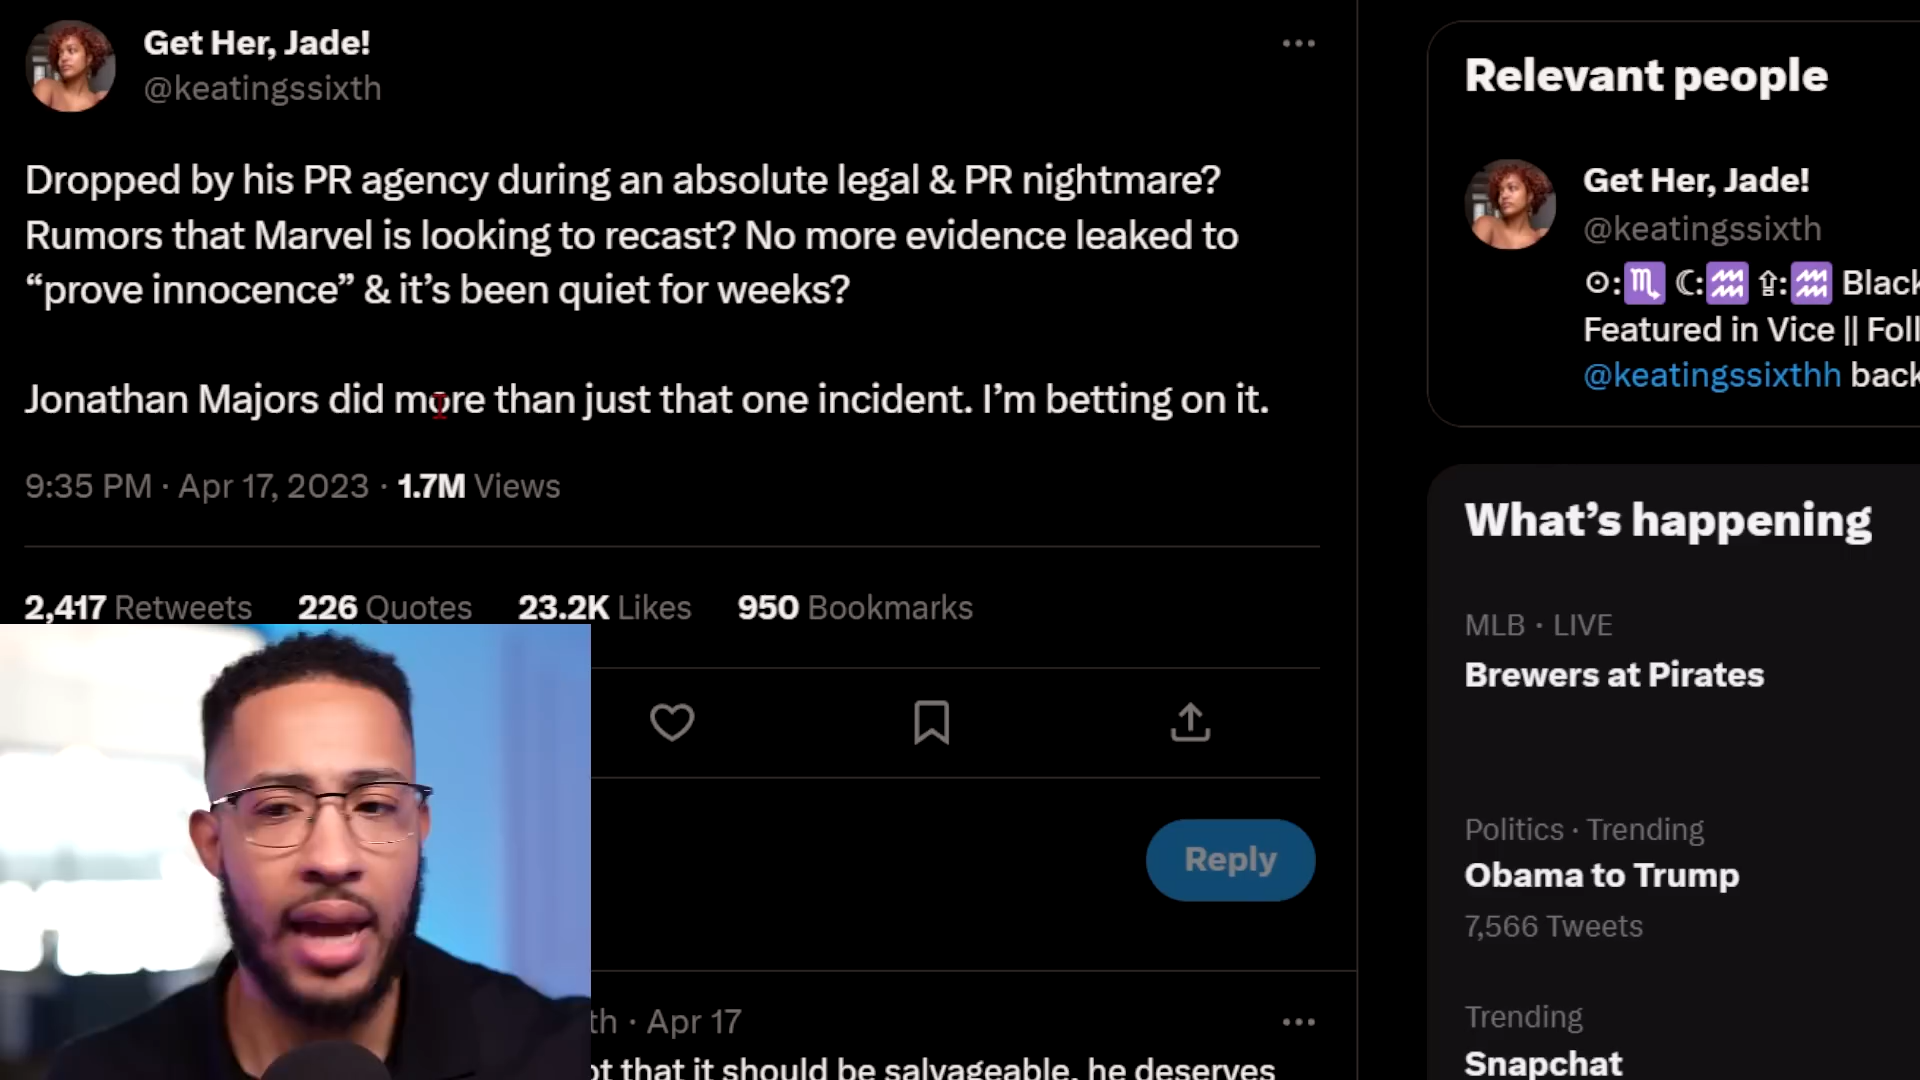 Get Her, Jade!
@keatingssixth
Dropped by his PR agency during an absolute legal & PR nightmare?
Rumors that Marvel is looking to recast? No more evidence leaked to
“prove innocence” & it’s been quiet for weeks?
Jonathan Majors did more than just that one incident. I’m betting on it.
9:35 PM · Apr 17, 2023 · 1.7M Views
2,417 Retweets 226 Quotes 23.2K Likes 950 Bookmarks
Reply
th · Apr 17
ot that it should be salvageable, he deserves
Relevant people
Get Her, Jade!
@keatingssixth
☉:♏ ☾:♒ ⇪:♒ Black
Featured in Vice || Foll
@keatingssixthh back
What’s happening
MLB · LIVE
Brewers at Pirates
Politics · Trending
Obama to Trump
7,566 Tweets
Trending
Snapchat